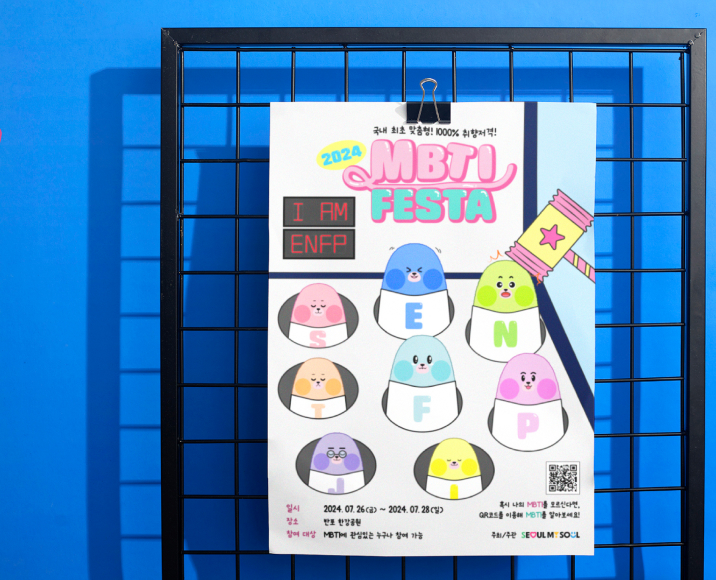 국내 최초 맞춤형! 1000% 취향저격!
2024
MBTI
FESTA
I AM
ENFP
E
N
S
F
T
P
J
I
혹시 나의 MBTI를 모르신다면,
QR코드를 이용해 MBTI를 알아보세요!
일시 2024. 07. 26(금) ~ 2024. 07. 28(일)
장소 반포 한강공원
참여 대상 MBTI에 관심있는 누구나 참여 가능
주최/주관 SEOUL MY SOUL